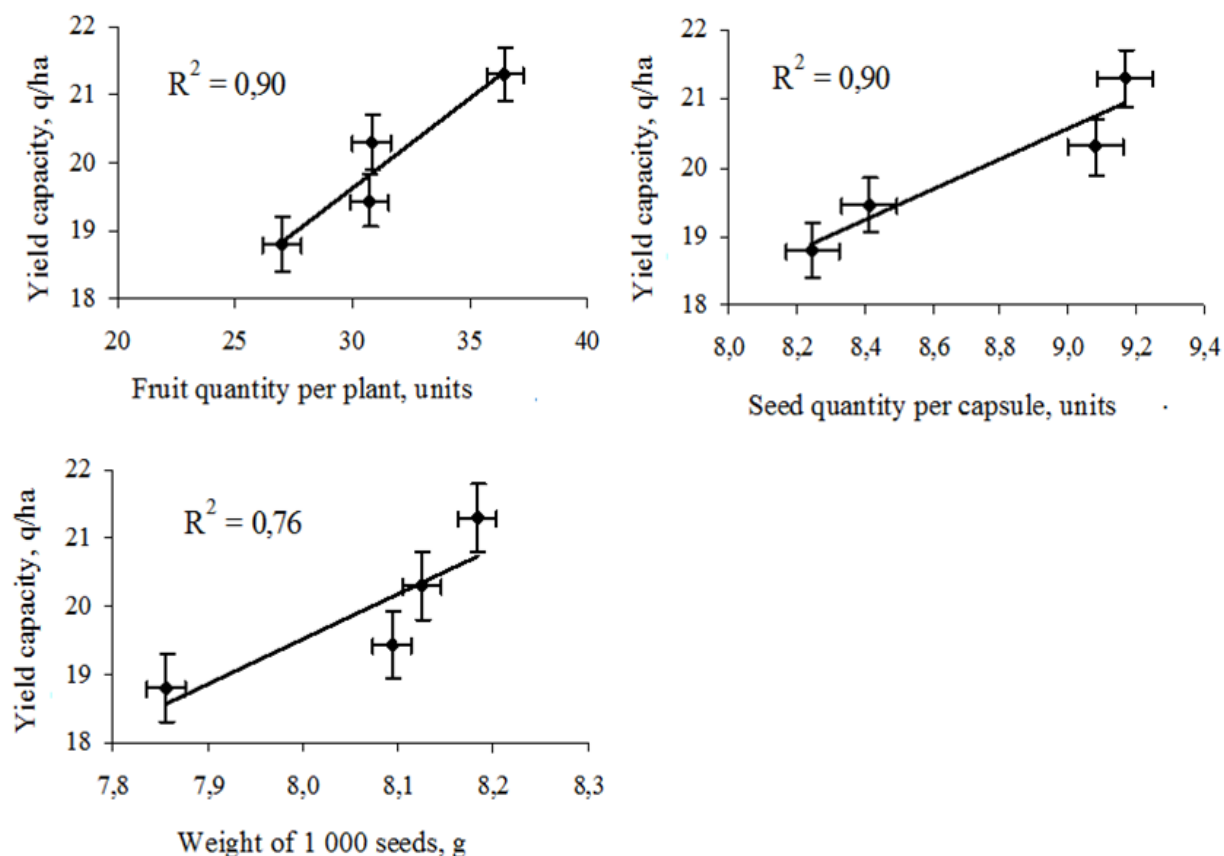 Yield capacity, q/ha
22
21
20
19
18
R² = 0,90
20 25 30 35 40
Fruit quantity per plant, units
Yield capacity, q/ha
22
21
20
19
18
R² = 0,90
8,0 8,2 8,4 8,6 8,8 9,0 9,2 9,4
Seed quantity per capsule, units
Yield capacity, q/ha
22
21
20
19
18
R² = 0,76
7,8 7,9 8,0 8,1 8,2 8,3
Weight of 1 000 seeds, g